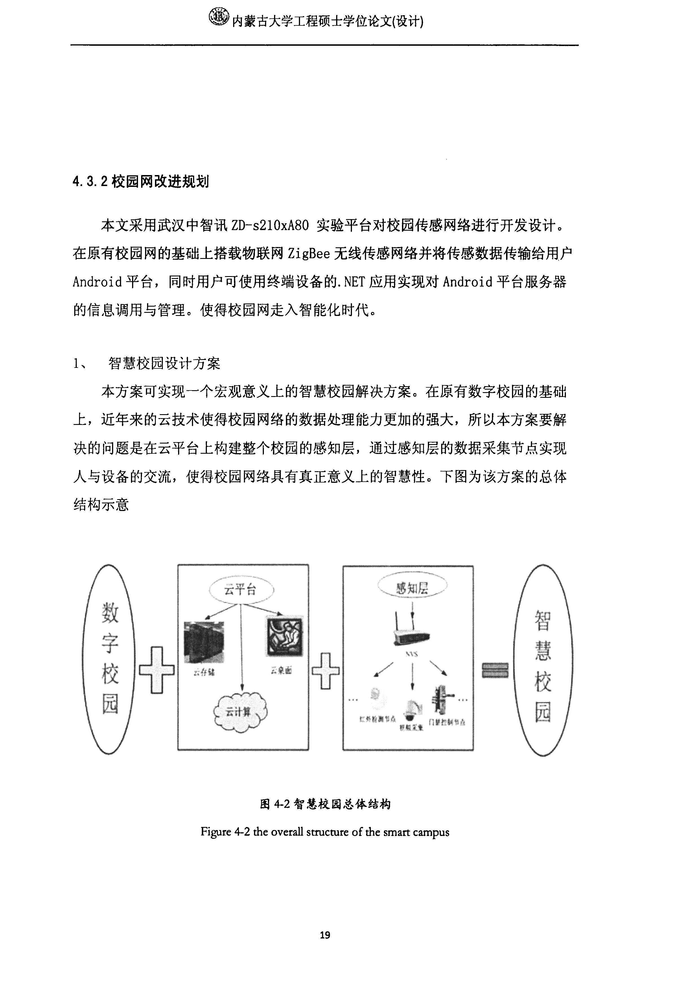 内蒙古大学工程硕士学位论文(设计)
4.3.2校园网改进规划
本文采用武汉中智讯 ZD-s210xA80 实验平台对校园传感网络进行开发设计。
在原有校园网的基础上搭载物联网 ZigBee 无线传感网络并将传感数据传输给用户
Android 平台，同时用户可使用终端设备的.NET 应用实现对 Android 平台服务器
的信息调用与管理。使得校园网走入智能化时代。
1、 智慧校园设计方案
本方案可实现一个宏观意义上的智慧校园解决方案。在原有数字校园的基础
上，近年来的云技术使得校园网络的数据处理能力更加的强大，所以本方案要解
决的问题是在云平台上构建整个校园的感知层，通过感知层的数据采集节点实现
人与设备的交流，使得校园网络具有真正意义上的智慧性。下图为该方案的总体
结构示意
数字校园
云平台
云存储
云桌面
云计算
感知层
NVS
...
...
红外检测节点
视频采集
门禁控制节点
智慧校园
图 4-2 智慧校园总体结构
Figure 4-2 the overall structure of the smart campus
19